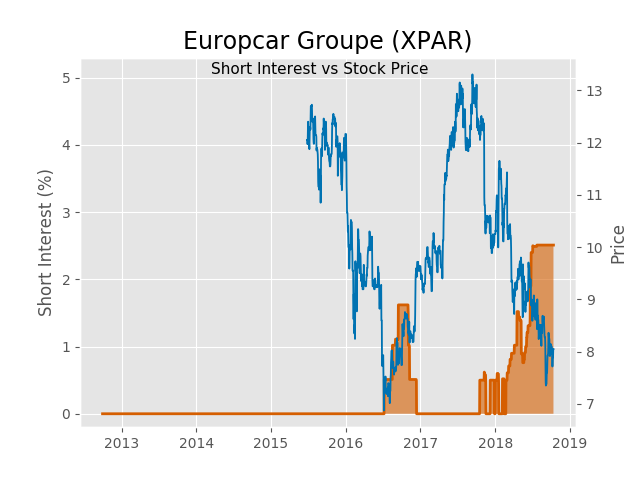 Europcar Groupe (XPAR)
Short Interest vs Stock Price
Short Interest (%)
5
4
3
2
1
0
13
12
11
10
9
8
7
Price
2013 2014 2015 2016 2017 2018 2019